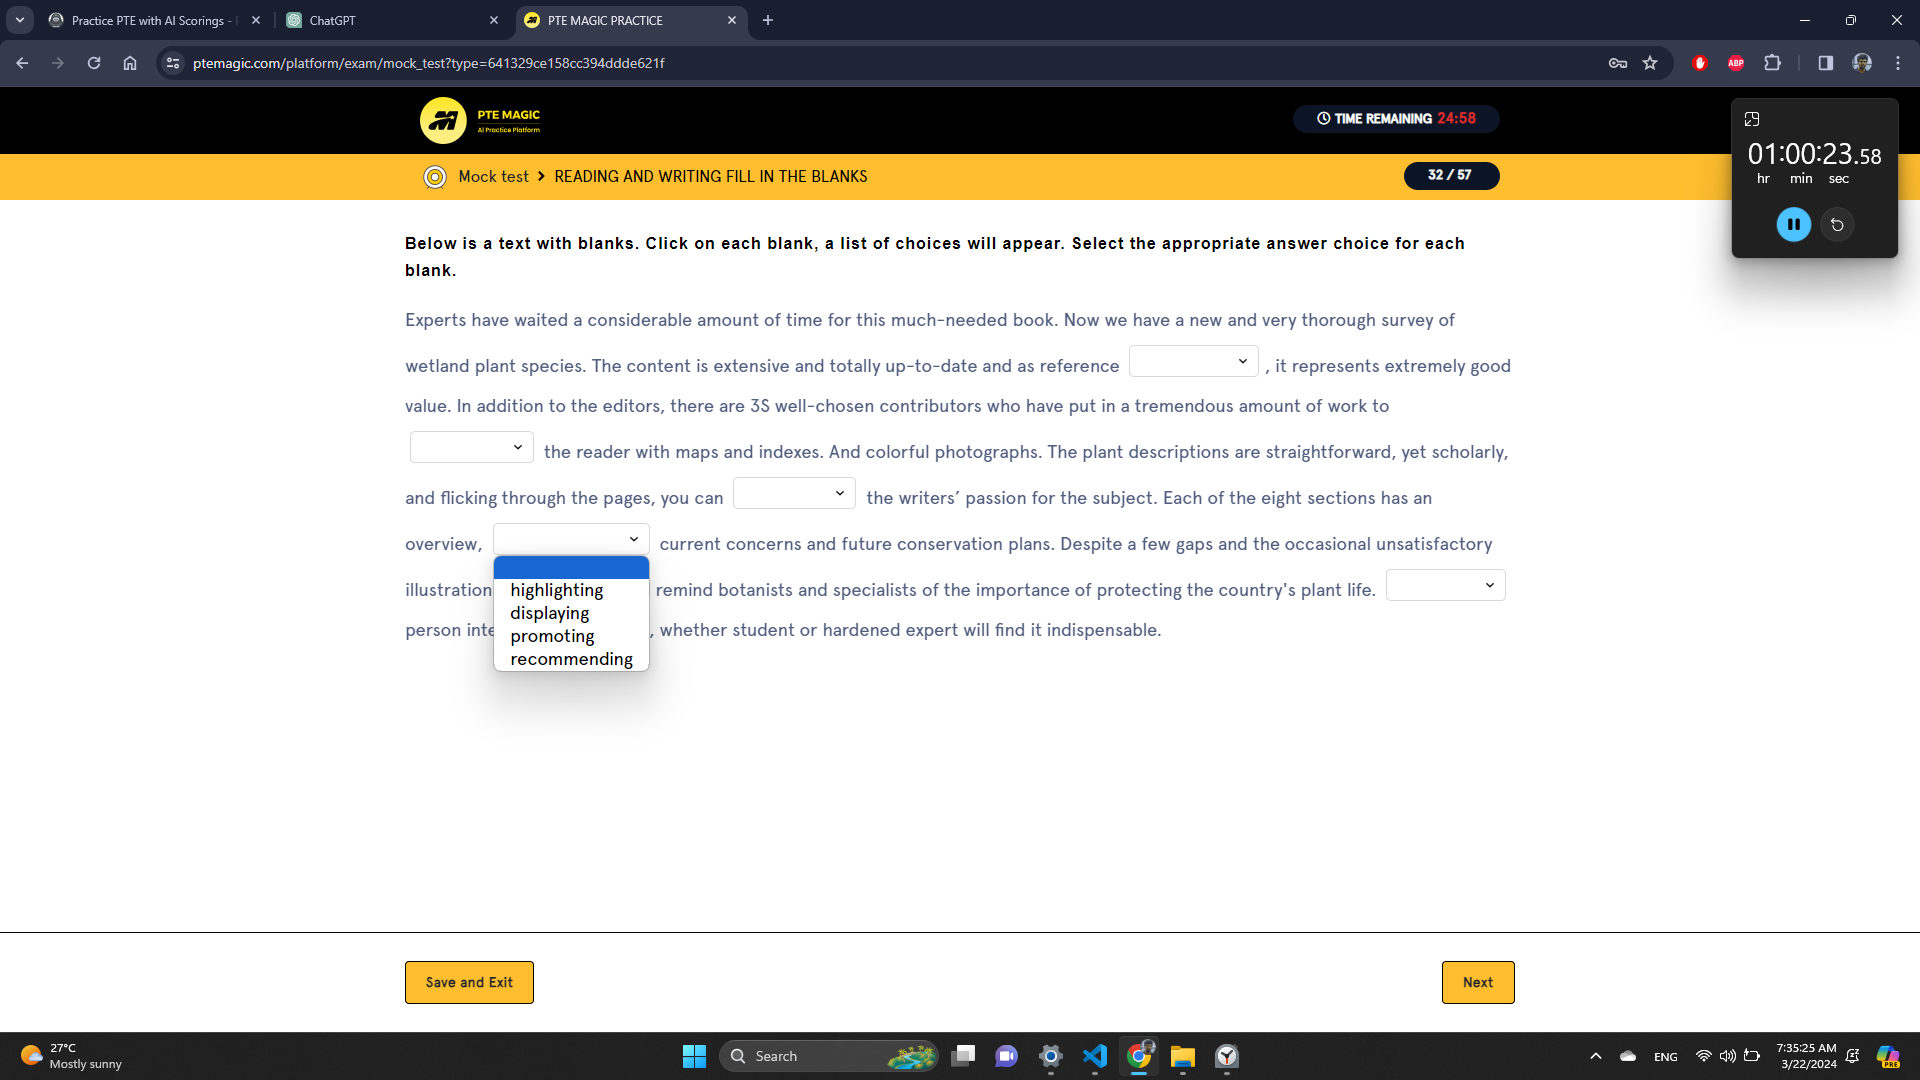 Practice PTE with AI Scorings -
ChatGPT
PTE MAGIC PRACTICE
ptemagic.com/platform/exam/mock_test?type=641329ce158cc394ddde621f
ABP
PTE MAGIC
AI Practice Platform
TIME REMAINING 24:58
01:00:23.58
hr min sec
Mock test > READING AND WRITING FILL IN THE BLANKS
32 / 57
Below is a text with blanks. Click on each blank, a list of choices will appear. Select the appropriate answer choice for each
blank.
Experts have waited a considerable amount of time for this much-needed book. Now we have a new and very thorough survey of
wetland plant species. The content is extensive and totally up-to-date and as reference , it represents extremely good
value. In addition to the editors, there are 3S well-chosen contributors who have put in a tremendous amount of work to
the reader with maps and indexes. And colorful photographs. The plant descriptions are straightforward, yet scholarly,
and flicking through the pages, you can the writers’ passion for the subject. Each of the eight sections has an
overview, current concerns and future conservation plans. Despite a few gaps and the occasional unsatisfactory
illustration remind botanists and specialists of the importance of protecting the country's plant life.
person inte , whether student or hardened expert will find it indispensable.
highlighting
displaying
promoting
recommending
Save and Exit
Next
27°C
Mostly sunny
Search
ENG
7:35:25 AM
3/22/2024
PRE